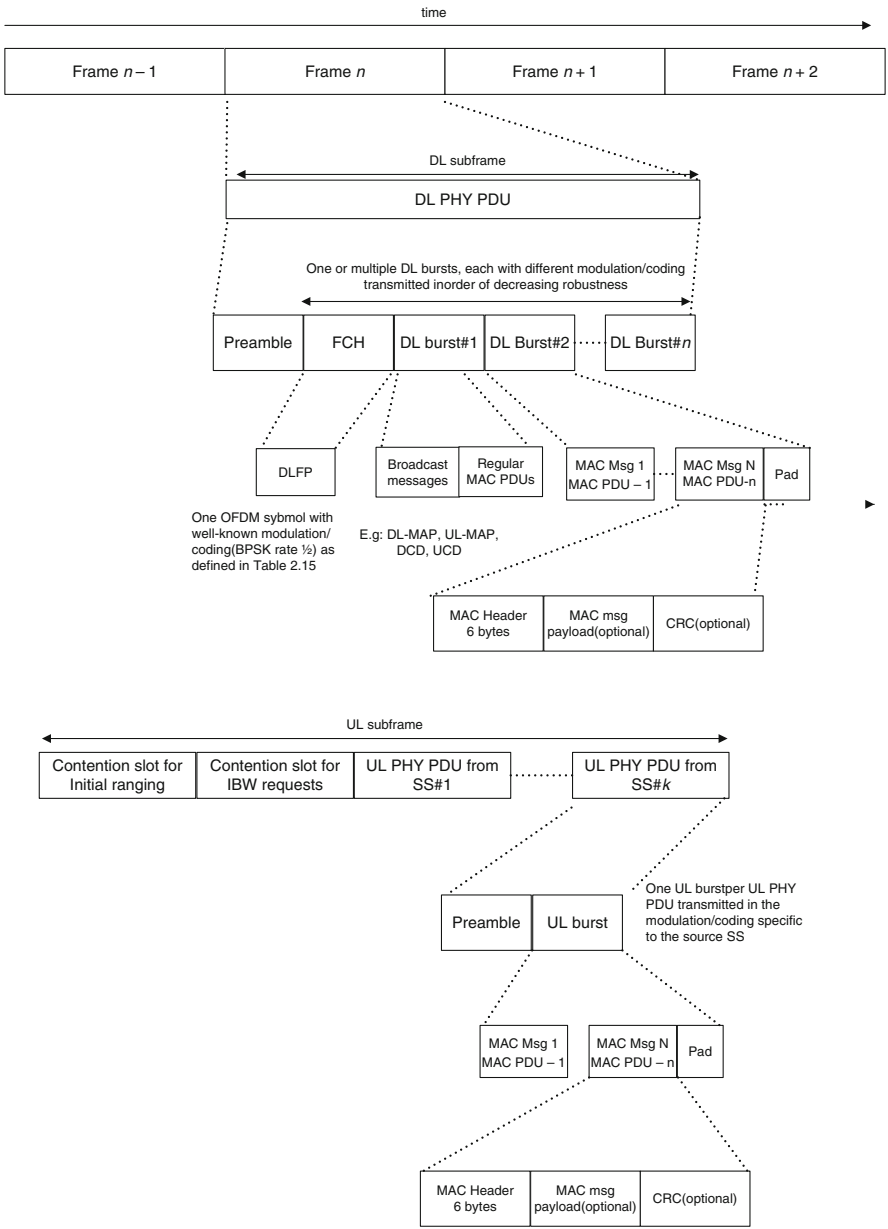 time
Frame n – 1
Frame n
Frame n + 1
Frame n + 2
DL subframe
DL PHY PDU
One or multiple DL bursts, each with different modulation/coding
transmitted inorder of decreasing robustness
Preamble
FCH
DL burst#1
DL Burst#2
DL Burst#n
DLFP
Broadcast
messages
Regular
MAC PDUs
MAC Msg 1
MAC PDU – 1
MAC Msg N
MAC PDU-n
Pad
One OFDM sybmol with
well-known modulation/
coding(BPSK rate ½) as
defined in Table 2.15
E.g: DL-MAP, UL-MAP,
DCD, UCD
MAC Header
6 bytes
MAC msg
payload(optional)
CRC(optional)
UL subframe
Contention slot for
Initial ranging
Contention slot for
IBW requests
UL PHY PDU from
SS#1
UL PHY PDU from
SS#k
Preamble
UL burst
One UL burstper UL PHY
PDU transmitted in the
modulation/coding specific
to the source SS
MAC Msg 1
MAC PDU – 1
MAC Msg N
MAC PDU – n
Pad
MAC Header
6 bytes
MAC msg
payload(optional)
CRC(optional)